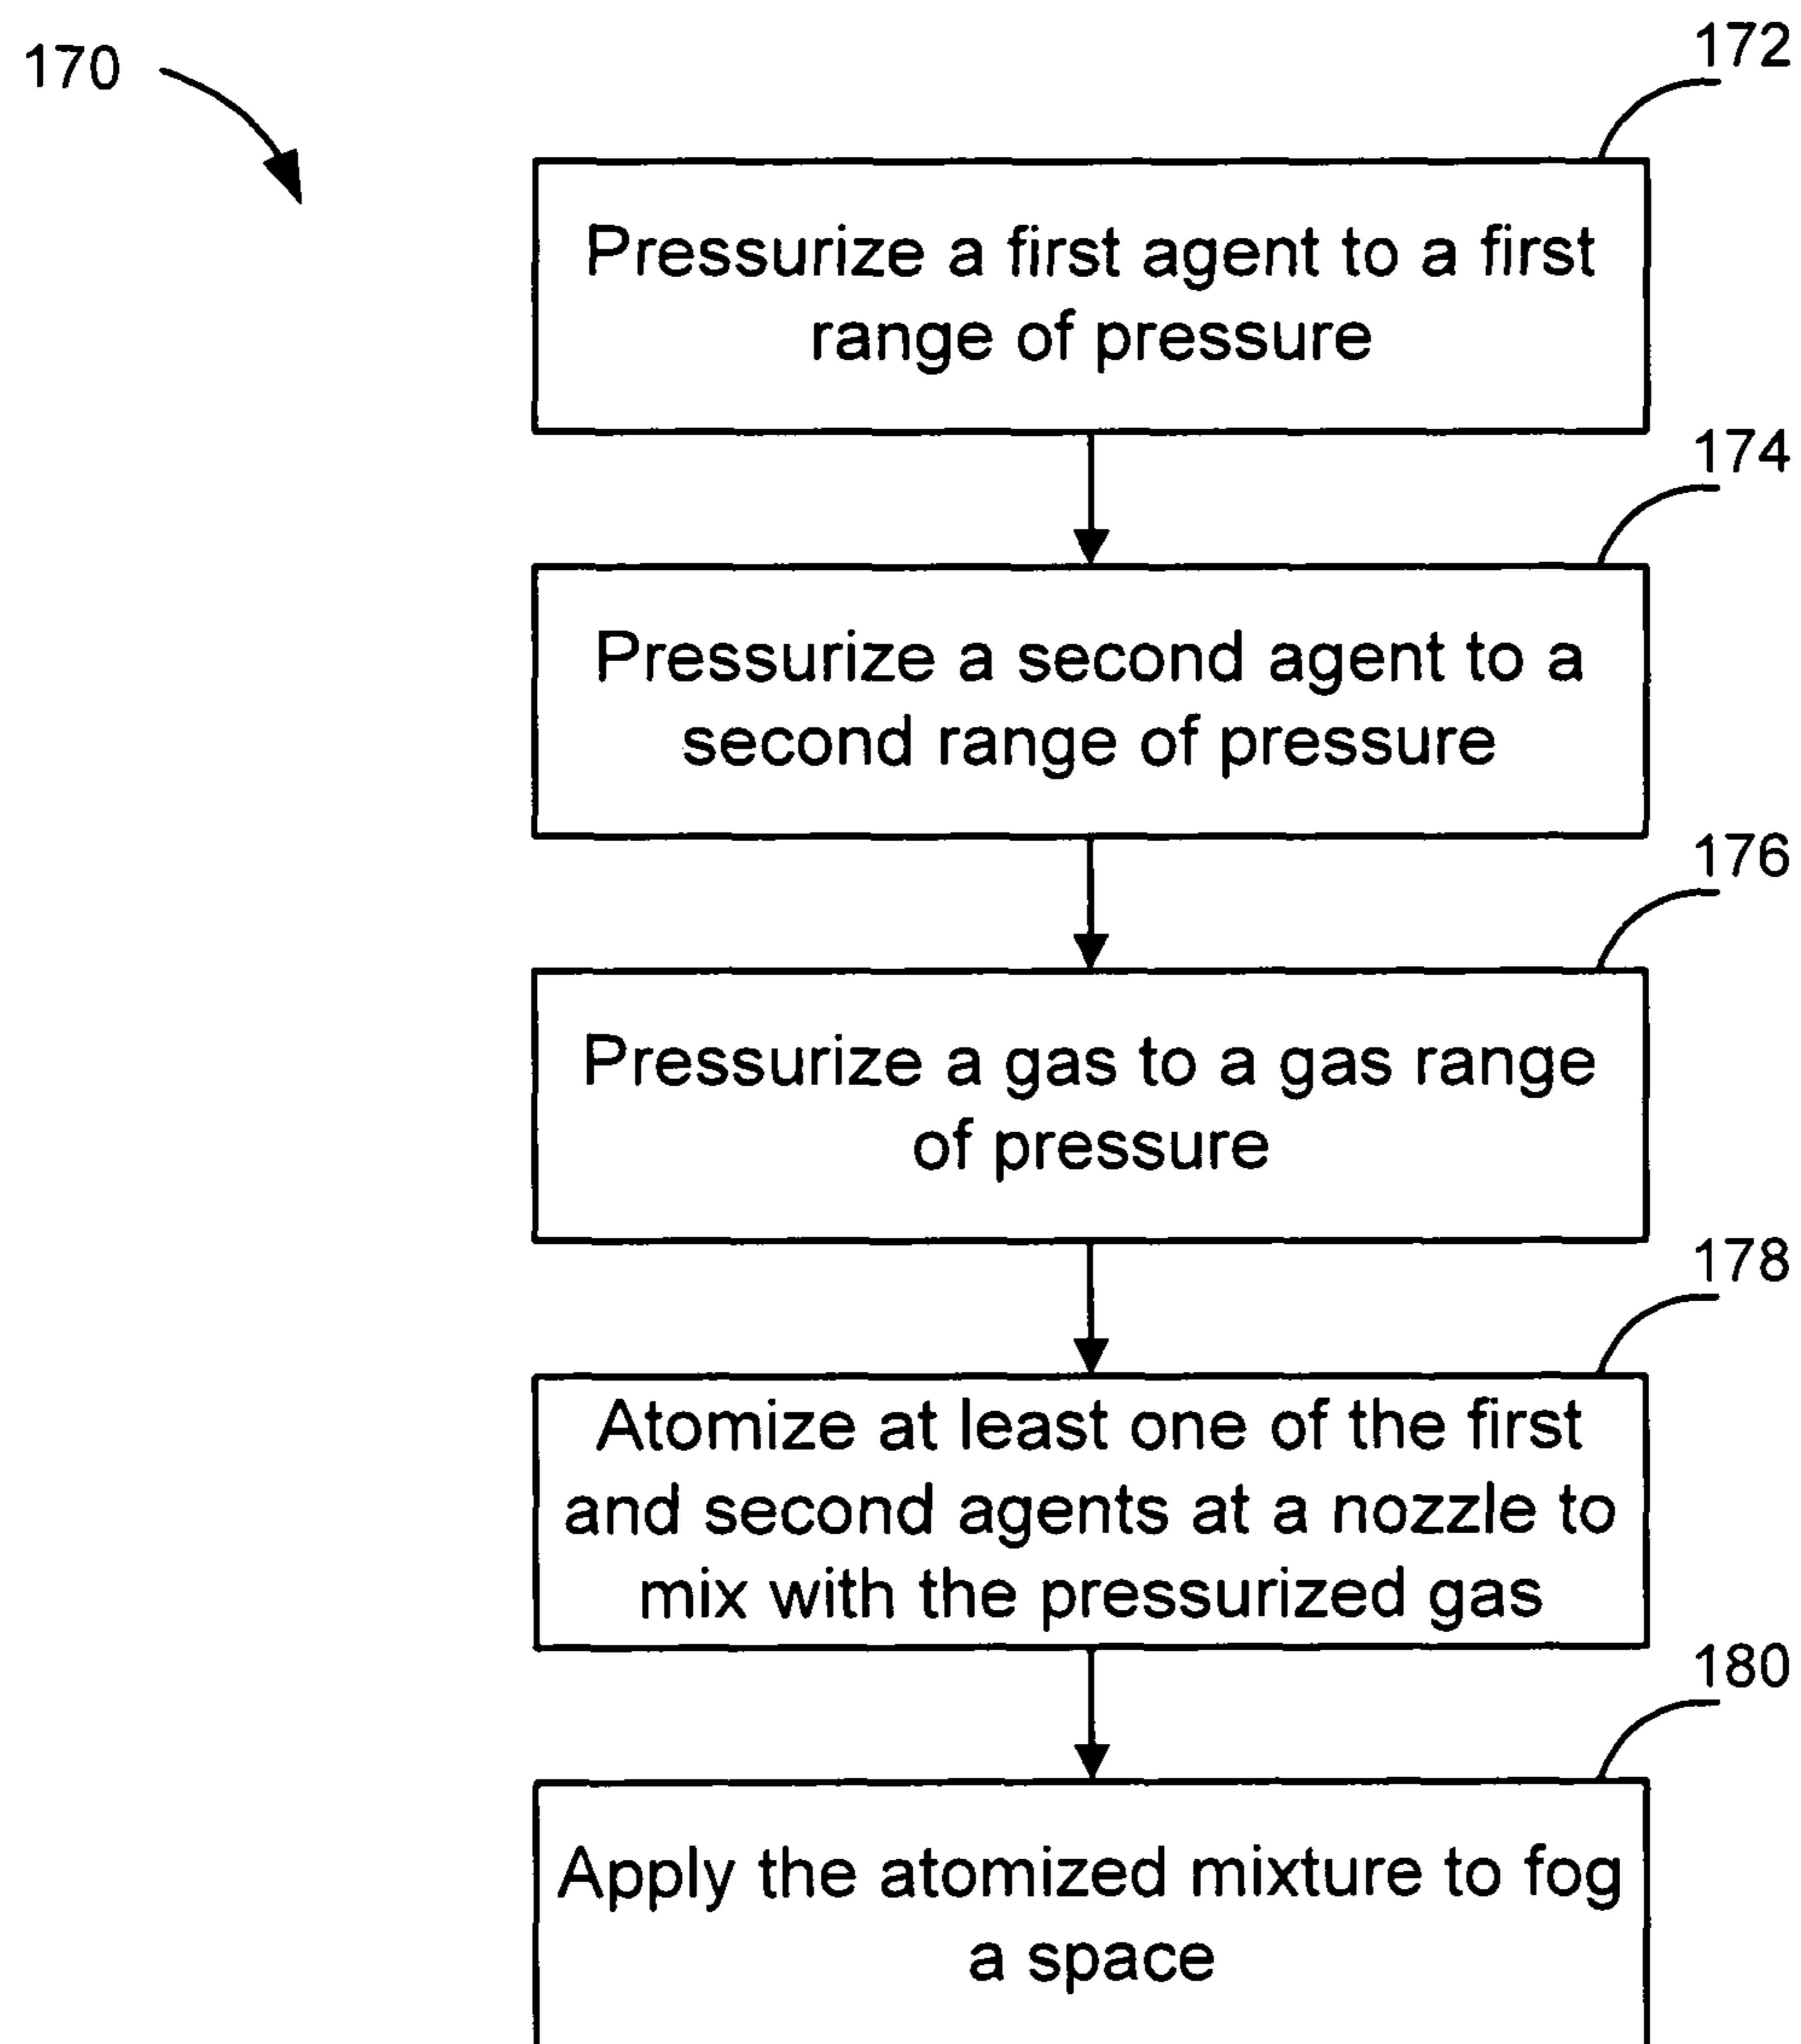 170
172
Pressurize a first agent to a first
range of pressure
174
Pressurize a second agent to a
second range of pressure
176
Pressurize a gas to a gas range
of pressure
178
Atomize at least one of the first
and second agents at a nozzle to
mix with the pressurized gas
180
Apply the atomized mixture to fog
a space